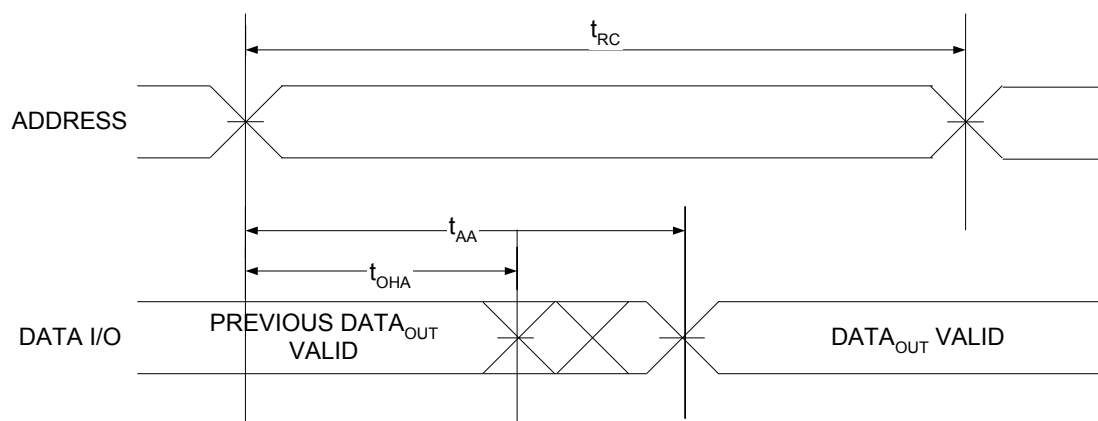 tRC
ADDRESS
tAA
tOHA
DATA I/O
PREVIOUS DATAOUT
VALID
DATAOUT VALID